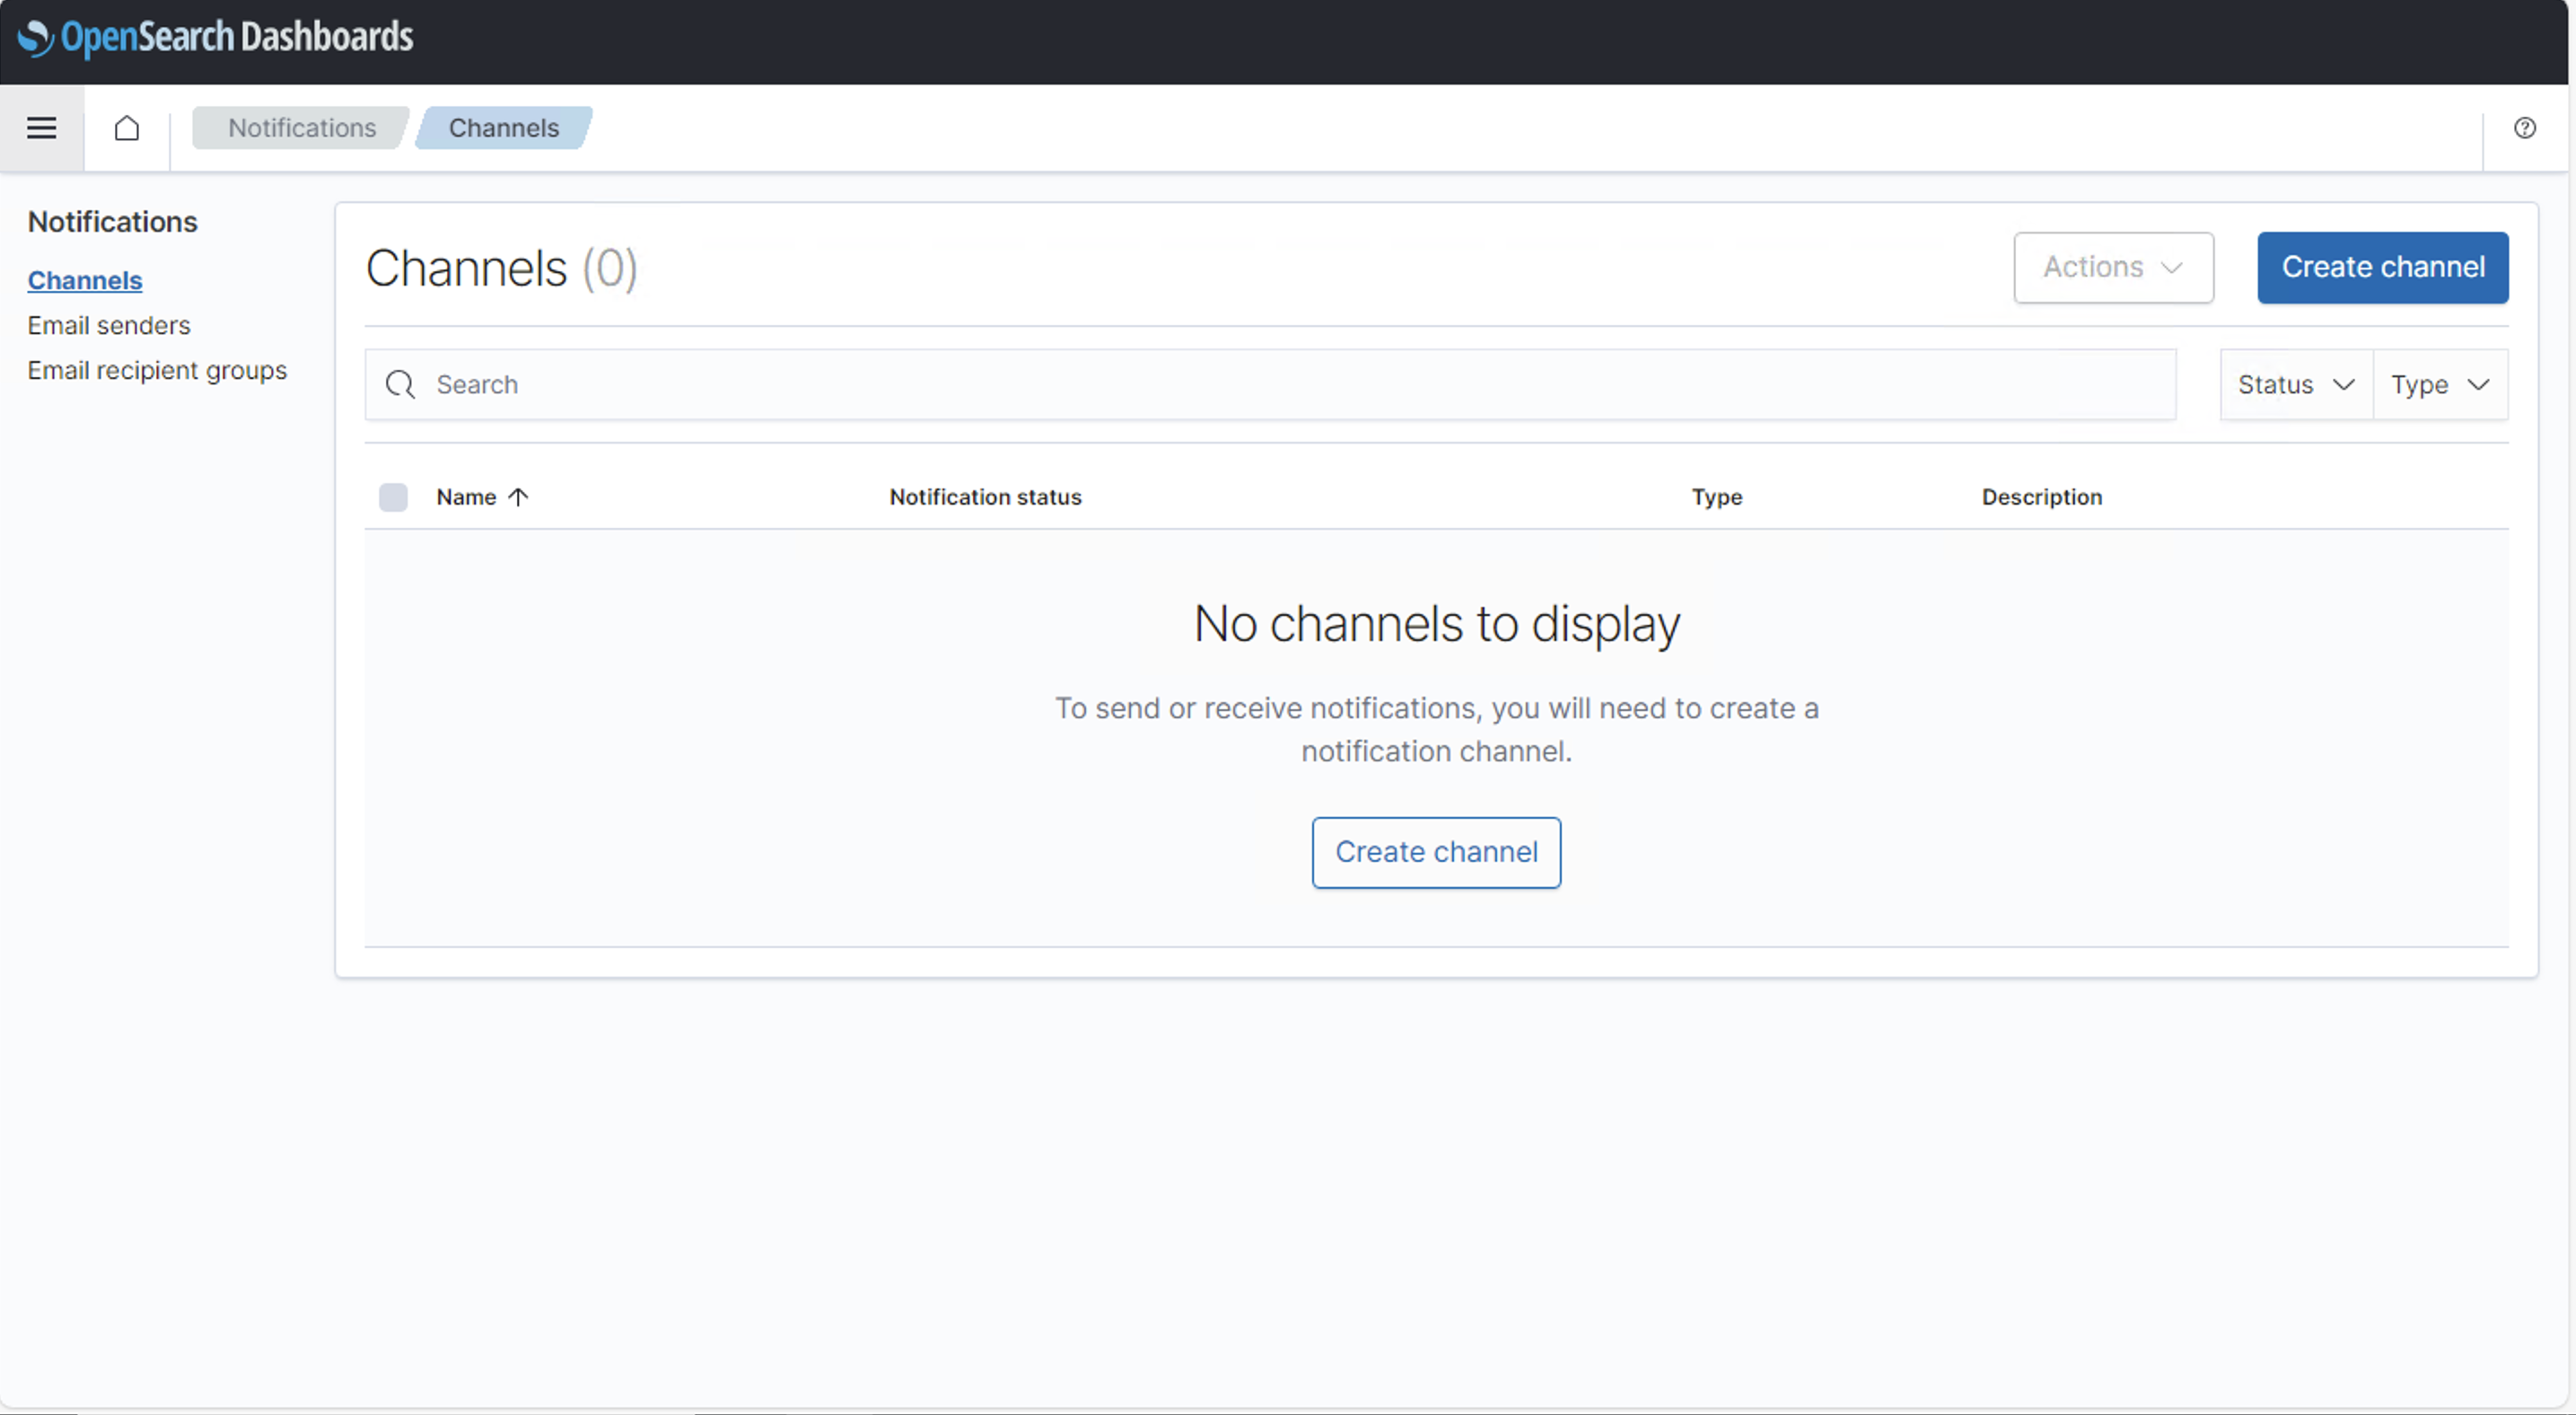 OpenSearch Dashboards
Notifications
Channels
Notifications
Channels
Email senders
Email recipient groups
Channels (0)
Actions
Create channel
Search
Status
Type
Name
Notification status
Type
Description
No channels to display
To send or receive notifications, you will need to create a
notification channel.
Create channel